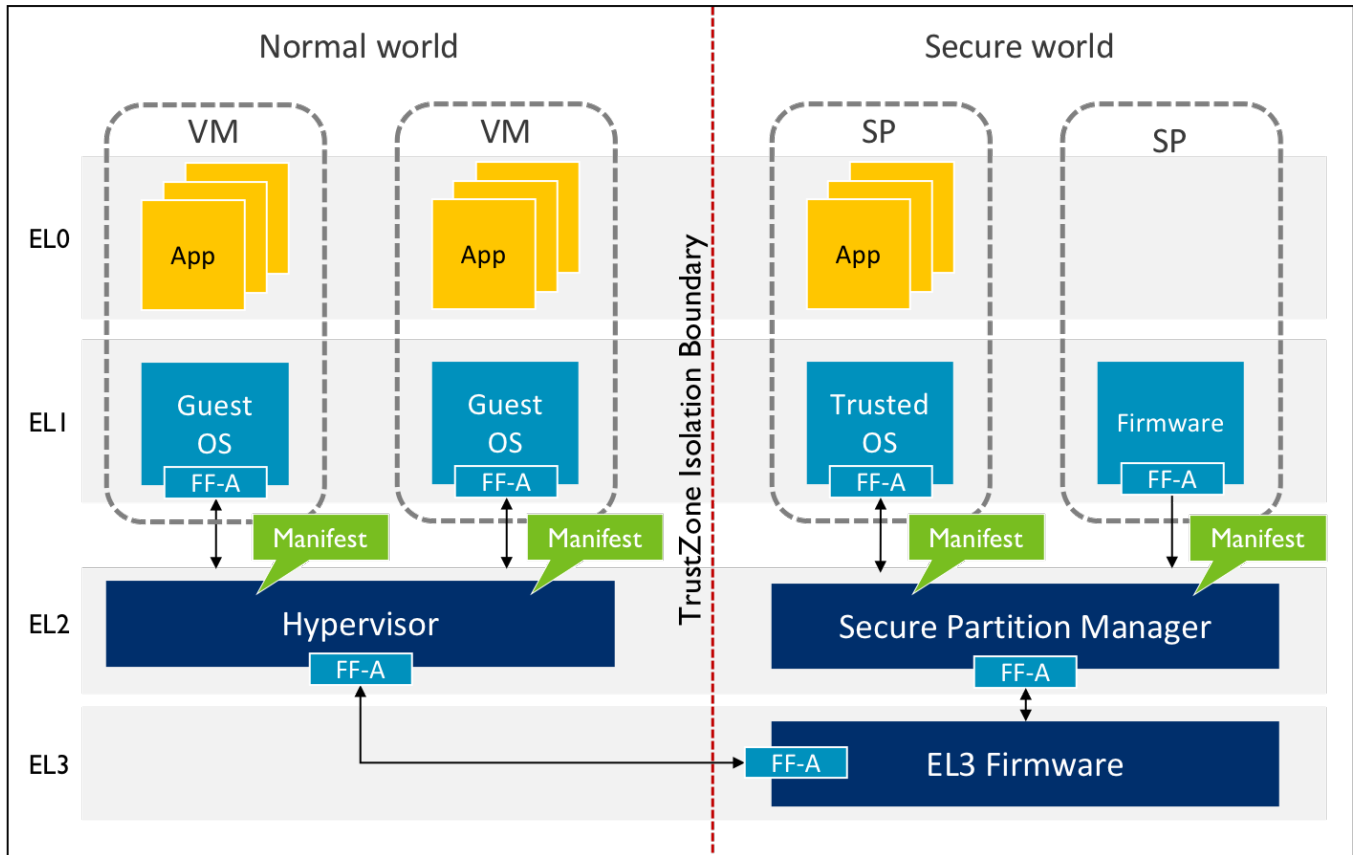 Normal world
Secure world
VM
VM
SP
SP
EL0
App
App
App
TrustZone Isolation Boundary
EL1
Guest
OS
FF-A
Guest
OS
FF-A
Trusted
OS
FF-A
Firmware
FF-A
Manifest
Manifest
Manifest
Manifest
EL2
Hypervisor
FF-A
Secure Partition Manager
FF-A
EL3
FF-A
EL3 Firmware